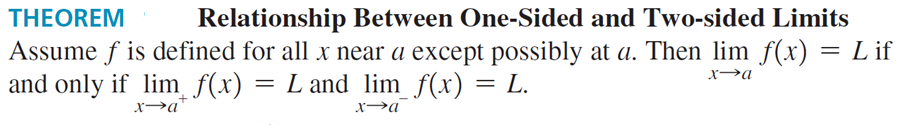 THEOREM Relationship Between One-Sided and Two-sided Limits
Assume f is defined for all x near a except possibly at a. Then lim f(x) = L if
x→a
and only if lim f(x) = L and lim f(x) = L.
x→a⁺ x→a⁻